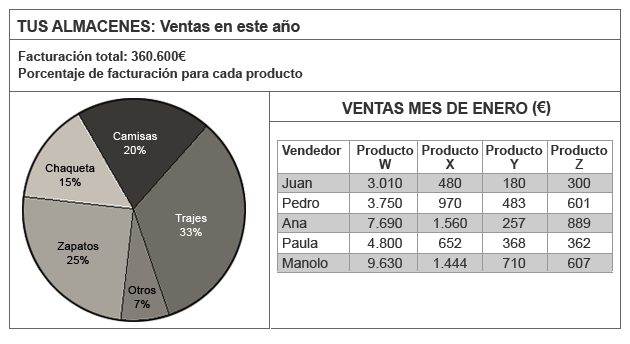 TUS ALMACENES: Ventas en este año
Facturación total: 360.600€
Porcentaje de facturación para cada producto
Camisas
20%
Chaqueta
15%
Trajes
33%
Zapatos
25%
Otros
7%
VENTAS MES DE ENERO (€)
Vendedor Producto W Producto X Producto Y Producto Z
Juan 3.010 480 180 300
Pedro 3.750 970 483 601
Ana 7.690 1.560 257 889
Paula 4.800 652 368 362
Manolo 9.630 1.444 710 607